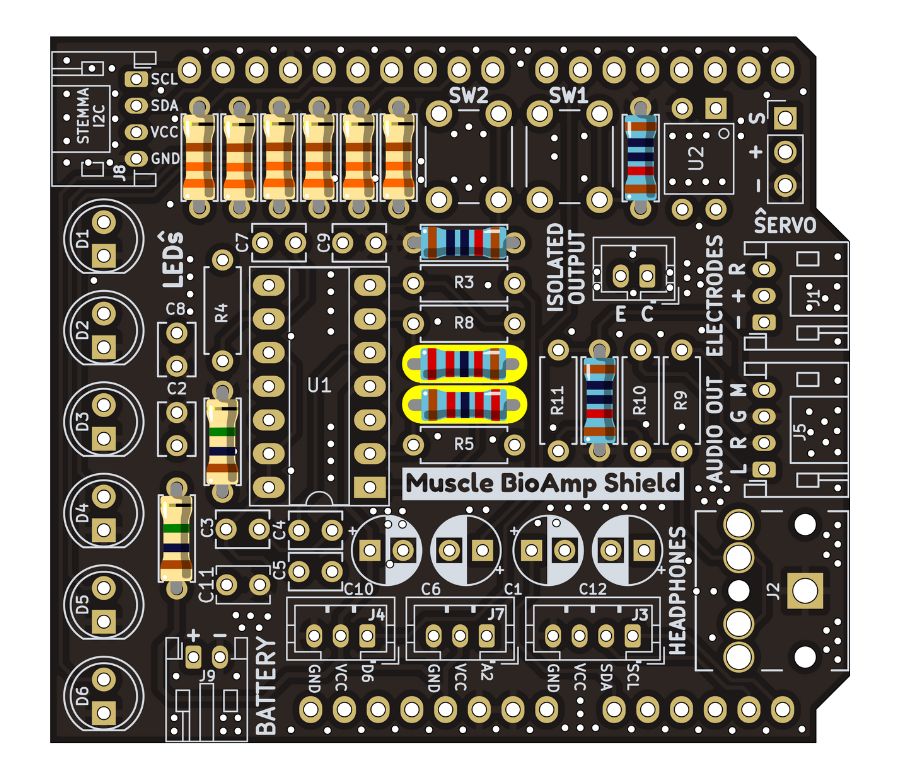 SCL
SDA
VCC
GND
STEMMA
I2C
J8
SW2
SW1
U2
S
+
-
SERVO
D1
LEDs
C7
C9
R3
ISOLATED
OUTPUT
E C
ELECTRODES
- + R
J1
D2
C8
R4
R8
U1
C2
D3
R5
R11
R10
R9
AUDIO OUT
L R G M
J5
Muscle BioAmp Shield
D4
C3
C4
C5
C11
+
+
+
+
C10
C6
C1
C12
HEADPHONES
J2
D5
J4
J7
J3
GND
VCC
D6
GND
VCC
A2
GND
VCC
SDA
SCL
+ -
J9
BATTERY
D6